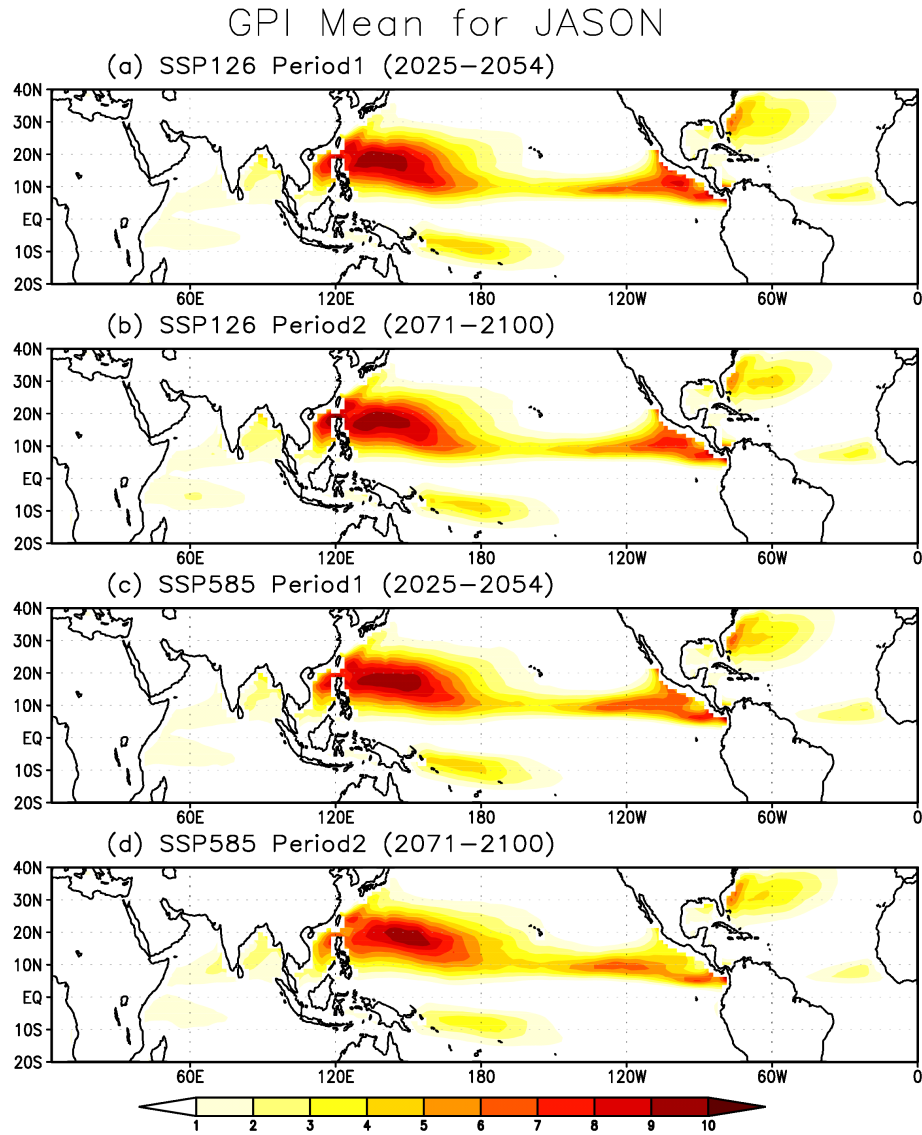 GPI Mean for JASON
(a) SSP126 Period1 (2025−2054)
40N
30N
20N
10N
EQ
10S
20S
60E 120E 180 120W 60W 0
(b) SSP126 Period2 (2071−2100)
40N
30N
20N
10N
EQ
10S
20S
60E 120E 180 120W 60W 0
(c) SSP585 Period1 (2025−2054)
40N
30N
20N
10N
EQ
10S
20S
60E 120E 180 120W 60W 0
(d) SSP585 Period2 (2071−2100)
40N
30N
20N
10N
EQ
10S
20S
60E 120E 180 120W 60W 0
1 2 3 4 5 6 7 8 9 10